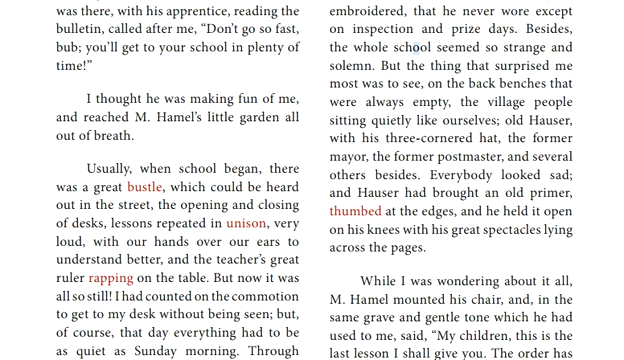 was there, with his apprentice, reading the
bulletin, called after me, “Don't go so fast,
bub; you'll get to your school in plenty of
time!”
I thought he was making fun of me,
and reached M. Hamel's little garden all
out of breath.
Usually, when school began, there
was a great bustle, which could be heard
out in the street, the opening and closing
of desks, lessons repeated in unison, very
loud, with our hands over our ears to
understand better, and the teacher's great
ruler rapping on the table. But now it was
all so still! I had counted on the commotion
to get to my desk without being seen; but,
of course, that day everything had to be
as quiet as Sunday morning. Through
embroidered, that he never wore except
on inspection and prize days. Besides,
the whole school seemed so strange and
solemn. But the thing that surprised me
most was to see, on the back benches that
were always empty, the village people
sitting quietly like ourselves; old Hauser,
with his three-cornered hat, the former
mayor, the former postmaster, and several
others besides. Everybody looked sad;
and Hauser had brought an old primer,
thumbed at the edges, and he held it open
on his knees with his great spectacles lying
across the pages.
While I was wondering about it all,
M. Hamel mounted his chair, and, in the
same grave and gentle tone which he had
used to me, said, “My children, this is the
last lesson I shall give you. The order has